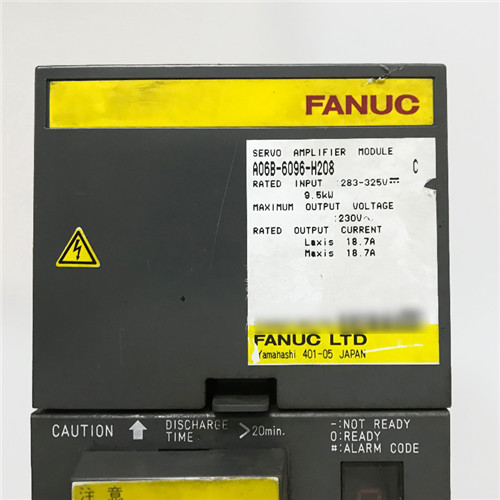 FANUC
SERVO AMPLIFIER MODULE
A06B-6096-H208 C
RATED INPUT :283-325V⎓
9.5kW
MAXIMUM OUTPUT VOLTAGE
:230V~
RATED OUTPUT CURRENT
Laxis 18.7A
Maxis 18.7A
FANUC LTD
Yamahashi 401-05 JAPAN
CAUTION DISCHARGE TIME: >20min.
-:NOT READY
0:READY
#:ALARM CODE
注意